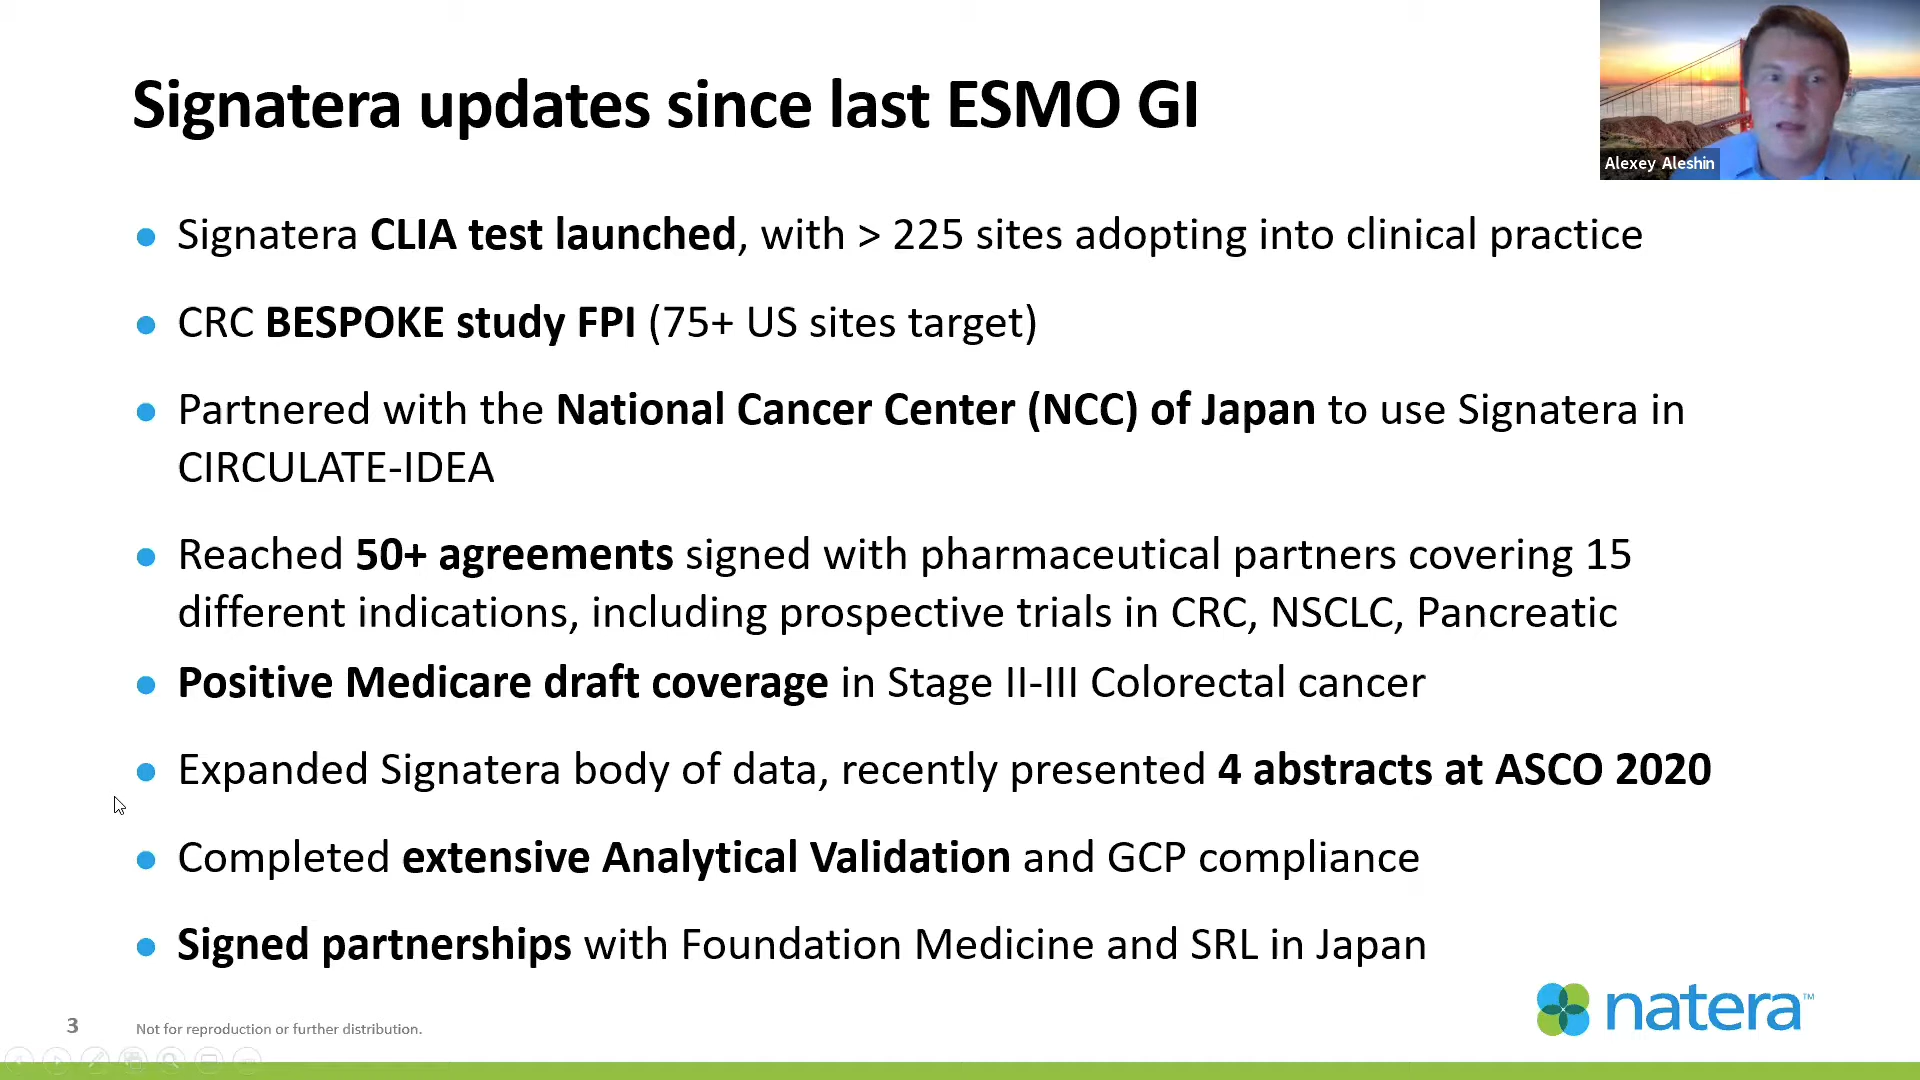 Signatera updates since last ESMO GI
Alexey Aleshin
• Signatera CLIA test launched, with > 225 sites adopting into clinical practice
• CRC BESPOKE study FPI (75+ US sites target)
• Partnered with the National Cancer Center (NCC) of Japan to use Signatera in
CIRCULATE-IDEA
• Reached 50+ agreements signed with pharmaceutical partners covering 15
different indications, including prospective trials in CRC, NSCLC, Pancreatic
• Positive Medicare draft coverage in Stage II-III Colorectal cancer
• Expanded Signatera body of data, recently presented 4 abstracts at ASCO 2020
• Completed extensive Analytical Validation and GCP compliance
• Signed partnerships with Foundation Medicine and SRL in Japan
3
Not for reproduction or further distribution.
natera™